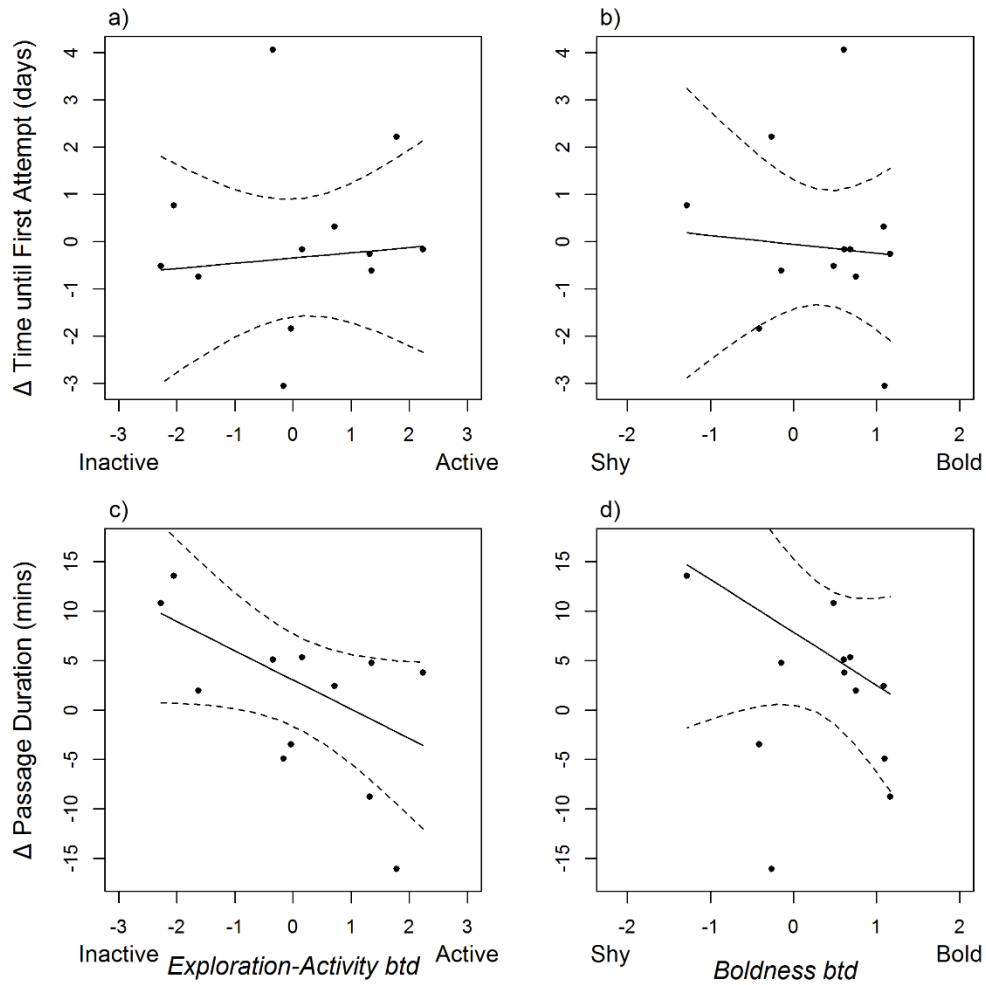 a)
b)
Δ Time until First Attempt (days)
4
3
2
1
0
-1
-2
-3
-3 -2 -1 0 1 2 3
Inactive Active
4
3
2
1
0
-1
-2
-3
-2 -1 0 1 2
Shy Bold
c)
d)
Δ Passage Duration (mins)
15
10
5
0
-5
-10
-15
-3 -2 -1 0 1 2 3
Inactive Exploration-Activity btd Active
15
10
5
0
-5
-10
-15
-2 -1 0 1 2
Shy Boldness btd Bold